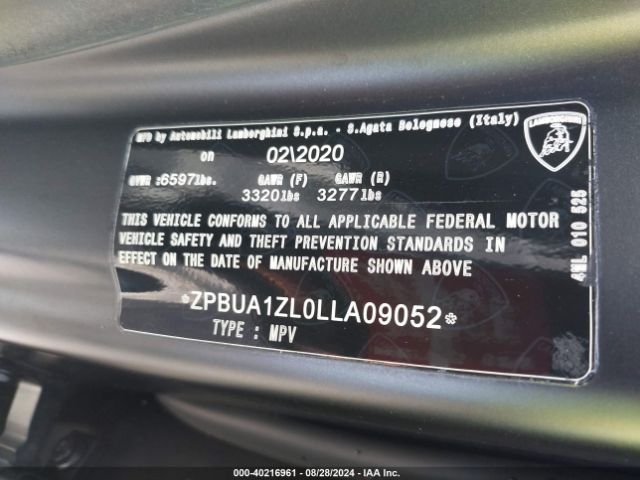 Mfg by Automobili Lamborghini S.p.a. - S.Agata Bolognese (Italy)
on 02\2020
LAMBORGHINI
GVWR :6597lbs. GAWR (F) GAWR (R)
3320lbs 3277lbs
THIS VEHICLE CONFORMS TO ALL APPLICABLE FEDERAL MOTOR
VEHICLE SAFETY AND THEFT PREVENTION STANDARDS IN
EFFECT ON THE DATE OF MANUFACTURE SHOWN ABOVE
4ML 010 525
*ZPBUA1ZL0LLA09052*
TYPE : MPV
000-40216961 | 08/28/2024 | IAA Inc.